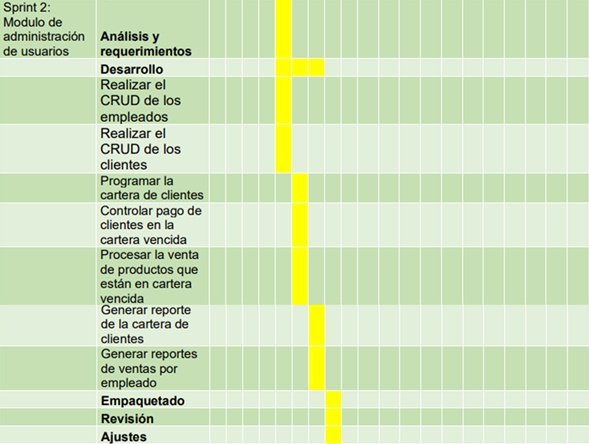 Sprint 2:
Modulo de
administración
de usuarios
Análisis y
requerimientos
Desarrollo
Realizar el
CRUD de los
empleados
Realizar el
CRUD de los
clientes
Programar la
cartera de clientes
Controlar pago de
clientes en la
cartera vencida
Procesar la venta
de productos que
están en cartera
vencida
Generar reporte
de la cartera de
clientes
Generar reportes
de ventas por
empleado
Empaquetado
Revisión
Ajustes